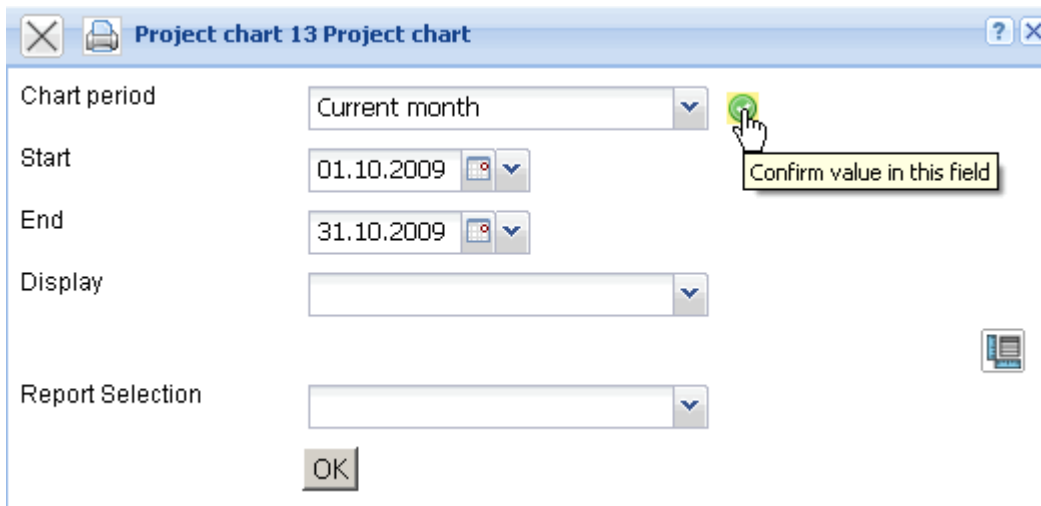 Project chart 13 Project chart
?
Chart period
Current month
Confirm value in this field
Start
01.10.2009
End
31.10.2009
Display
Report Selection
OK